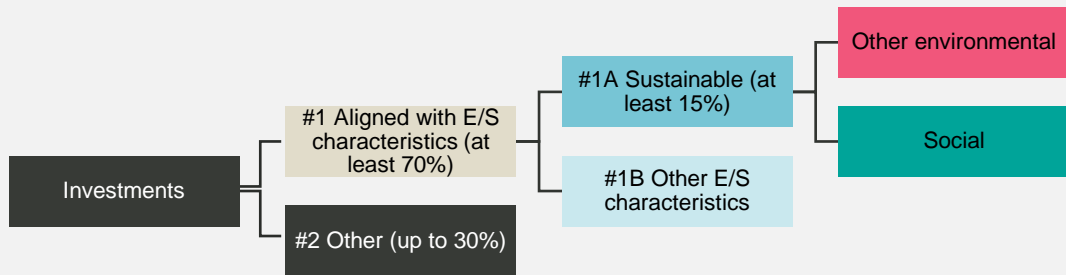 Investments
#1 Aligned with E/S
characteristics (at
least 70%)
#2 Other (up to 30%)
#1A Sustainable (at
least 15%)
#1B Other E/S
characteristics
Other environmental
Social